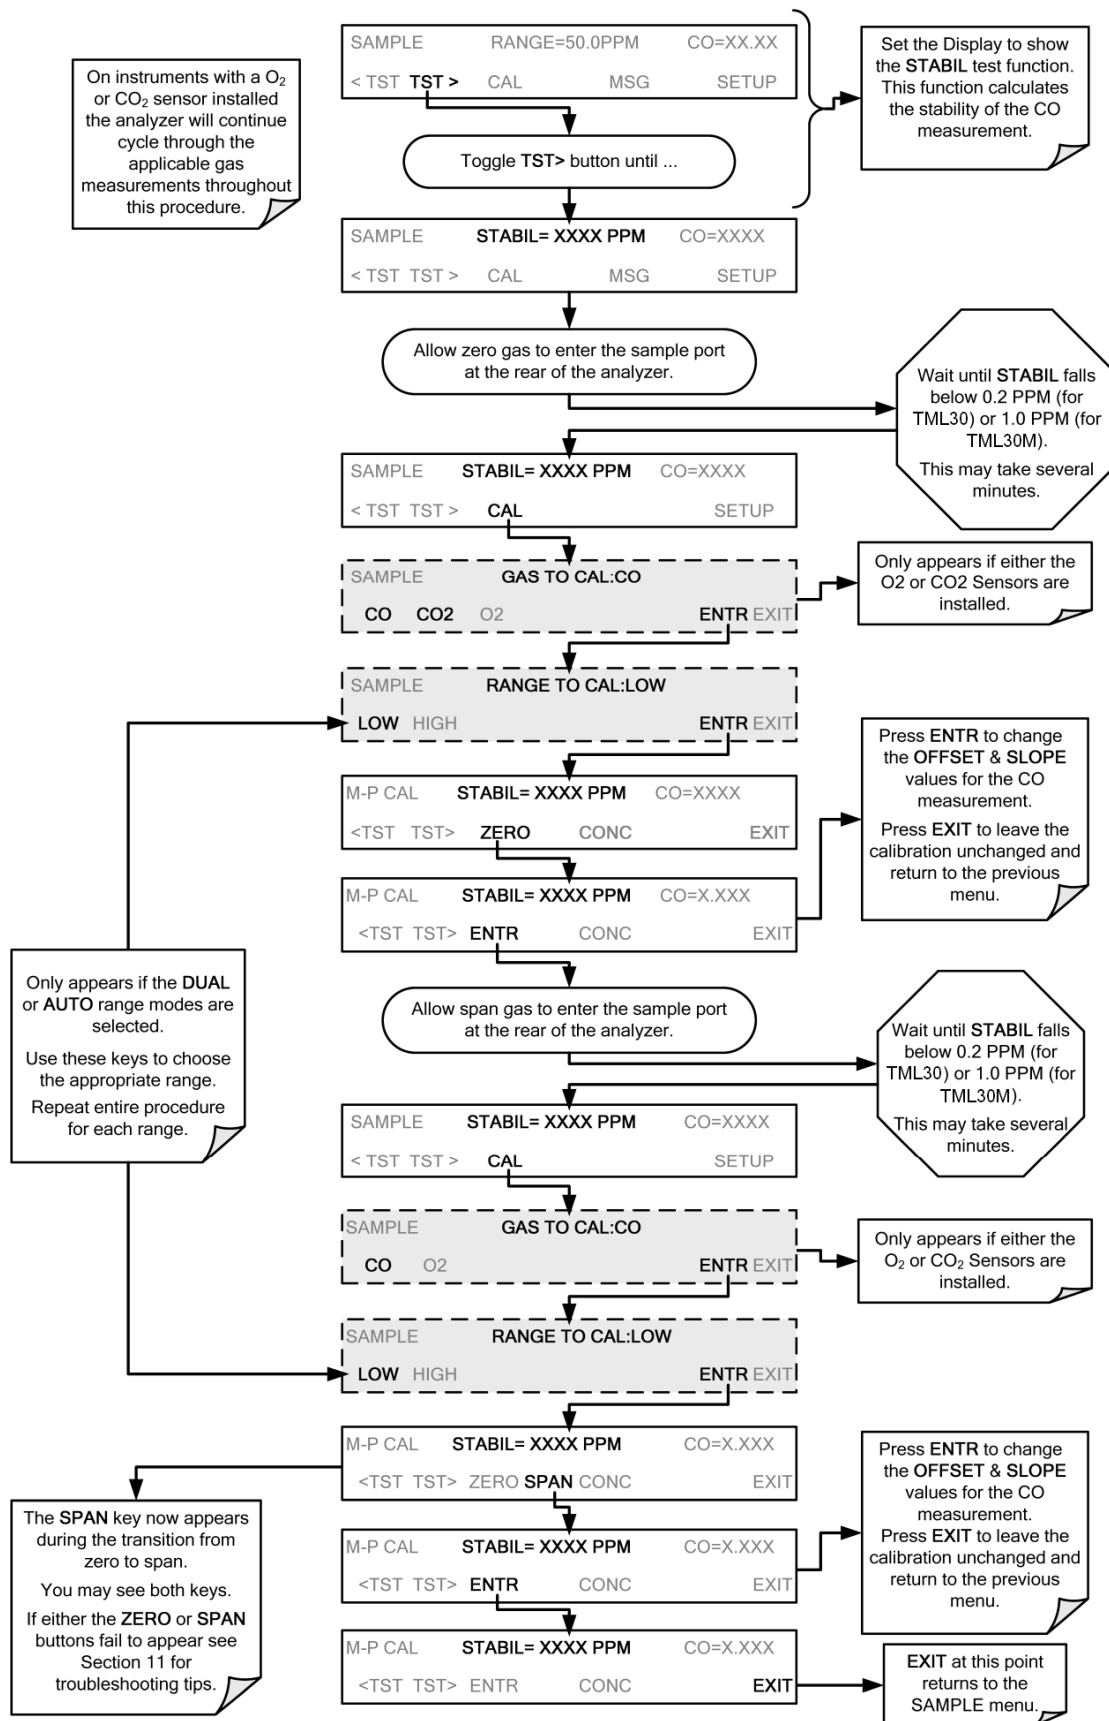 SAMPLE RANGE=50.0PPM CO=XX.XX
< TST TST > CAL MSG SETUP
Set the Display to show
the STABIL test function.
This function calculates
the stability of the CO
measurement.
On instruments with a O2
or CO2 sensor installed
the analyzer will continue
cycle through the
applicable gas
measurements throughout
this procedure.
Toggle TST> button until ...
SAMPLE STABIL= XXXX PPM CO=XXXX
< TST TST > CAL MSG SETUP
Allow zero gas to enter the sample port
at the rear of the analyzer.
Wait until STABIL falls
below 0.2 PPM (for
TML30) or 1.0 PPM (for
TML30M).
This may take several
minutes.
SAMPLE STABIL= XXXX PPM CO=XXXX
< TST TST > CAL SETUP
SAMPLE GAS TO CAL:CO
CO CO2 O2 ENTR EXIT
Only appears if either the
O2 or CO2 Sensors are
installed.
SAMPLE RANGE TO CAL:LOW
LOW HIGH ENTR EXIT
M-P CAL STABIL= XXXX PPM CO=XXXX
<TST TST> ZERO CONC EXIT
Press ENTR to change
the OFFSET & SLOPE
values for the CO
measurement.
Press EXIT to leave the
calibration unchanged and
return to the previous
menu.
M-P CAL STABIL= XXXX PPM CO=X.XXX
<TST TST> ENTR CONC EXIT
Only appears if the DUAL
or AUTO range modes are
selected.
Use these keys to choose
the appropriate range.
Repeat entire procedure
for each range.
Allow span gas to enter the sample port
at the rear of the analyzer.
Wait until STABIL falls
below 0.2 PPM (for
TML30) or 1.0 PPM (for
TML30M).
This may take several
minutes.
SAMPLE STABIL= XXXX PPM CO=XXXX
< TST TST > CAL SETUP
SAMPLE GAS TO CAL:CO
CO O2 ENTR EXIT
Only appears if either the
O2 or CO2 Sensors are
installed.
SAMPLE RANGE TO CAL:LOW
LOW HIGH ENTR EXIT
M-P CAL STABIL= XXXX PPM CO=X.XXX
<TST TST> ZERO SPAN CONC EXIT
The SPAN key now appears
during the transition from
zero to span.
You may see both keys.
If either the ZERO or SPAN
buttons fail to appear see
Section 11 for
troubleshooting tips.
M-P CAL STABIL= XXXX PPM CO=X.XXX
<TST TST> ENTR CONC EXIT
Press ENTR to change
the OFFSET & SLOPE
values for the CO
measurement.
Press EXIT to leave the
calibration unchanged and
return to the previous
menu.
M-P CAL STABIL= XXXX PPM CO=X.XXX
<TST TST> ENTR CONC EXIT
EXIT at this point
returns to the
SAMPLE menu.